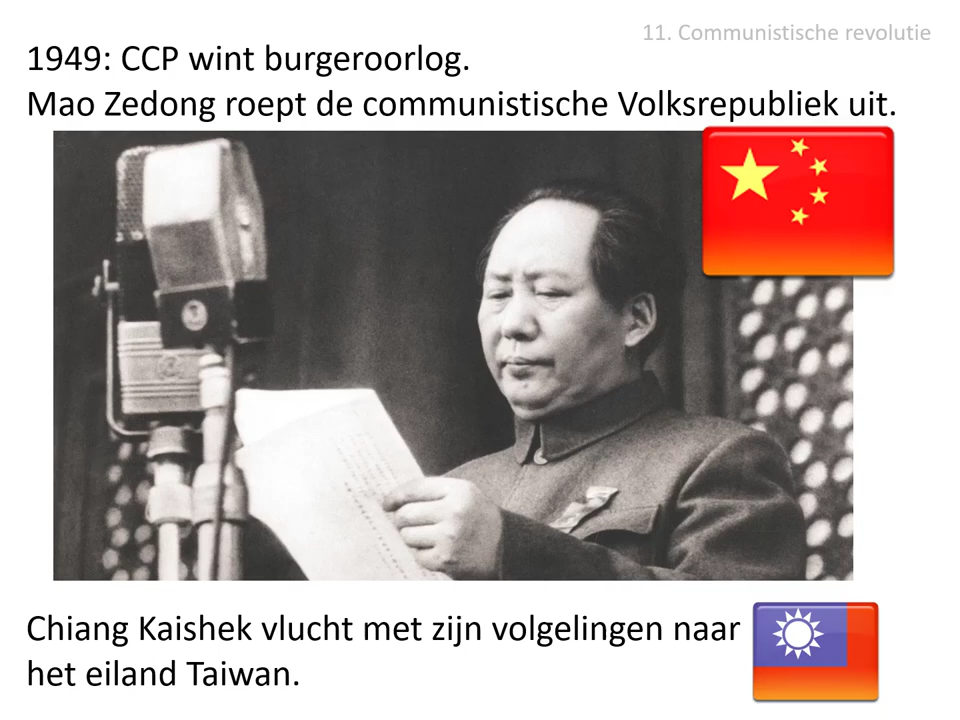 11. Communistische revolutie
1949: CCP wint burgeroorlog.
Mao Zedong roept de communistische Volksrepubliek uit.
Chiang Kaishek vlucht met zijn volgelingen naar
het eiland Taiwan.